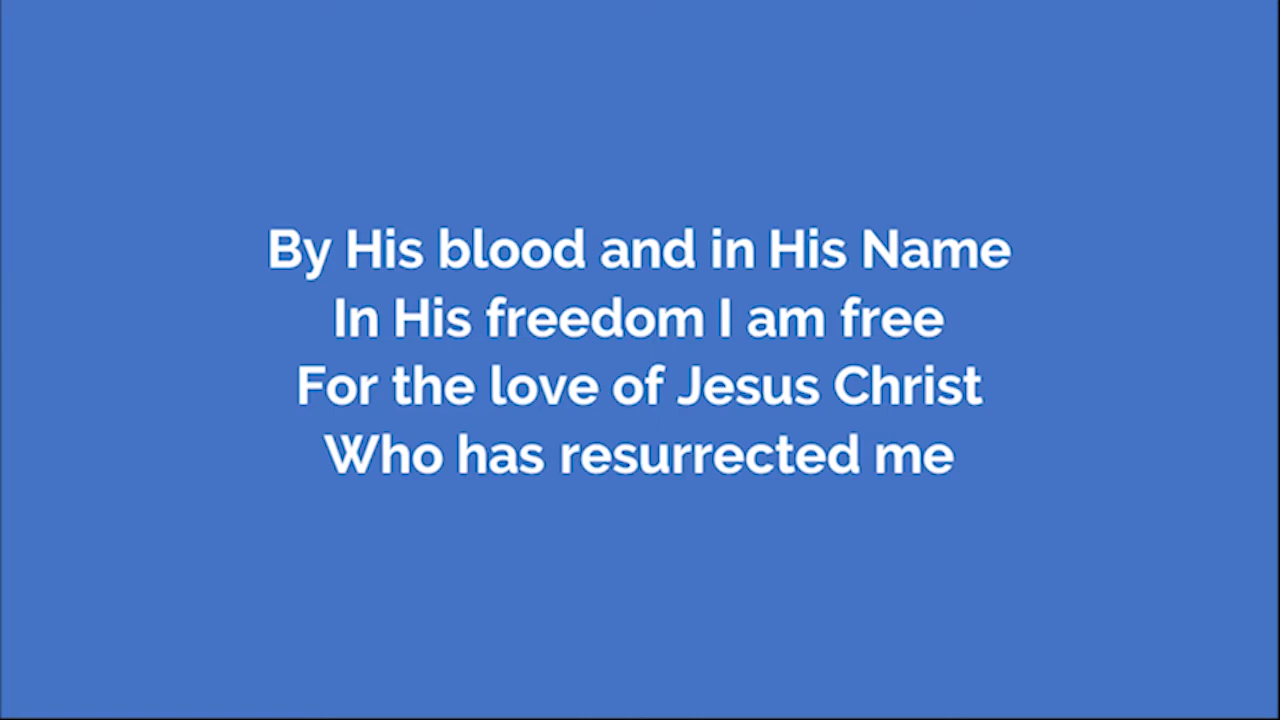 By His blood and in His Name
In His freedom I am free
For the love of Jesus Christ
Who has resurrected me